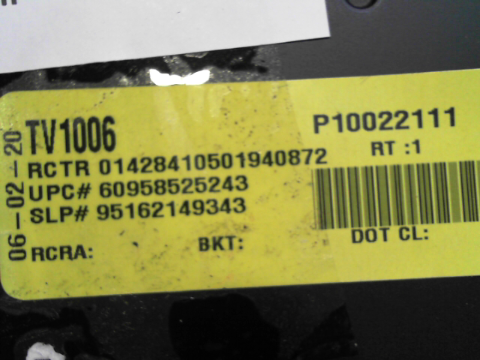 06-02-20
TV1006
P10022111
RCTR 01428410501940872
RT :1
UPC# 60958525243
SLP# 95162149343
RCRA:
BKT:
DOT CL: